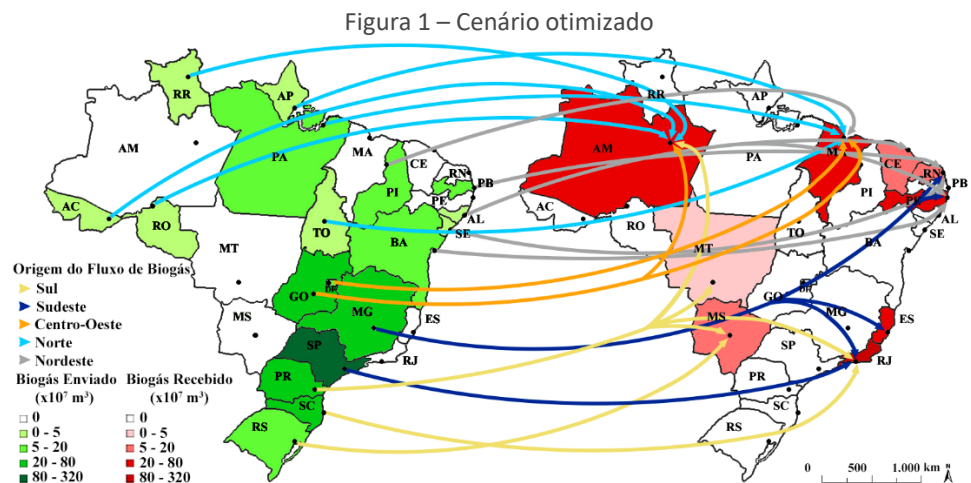 Figura 1 – Cenário otimizado
RR
AP
AM
PA
MA
CE
RN
PB
PE
PI
AL
SE
AC
RO
TO
BA
MT
DF
GO
MG
MS
ES
SP
RJ
PR
SC
RS
RR
AP
AM
PA
M
CE
RN
PB
PI
PE
AL
SE
AC
RO
TO
BA
MT
DF
GO
MG
MS
ES
SP
RJ
PR
SC
RS
Origem do Fluxo de Biogás
Sul
Sudeste
Centro-Oeste
Norte
Nordeste
Biogás Enviado
(x10⁷ m³)
0
0 - 5
5 - 20
20 - 80
80 - 320
Biogás Recebido
(x10⁷ m³)
0
0 - 5
5 - 20
20 - 80
80 - 320
0 500 1.000 km
N